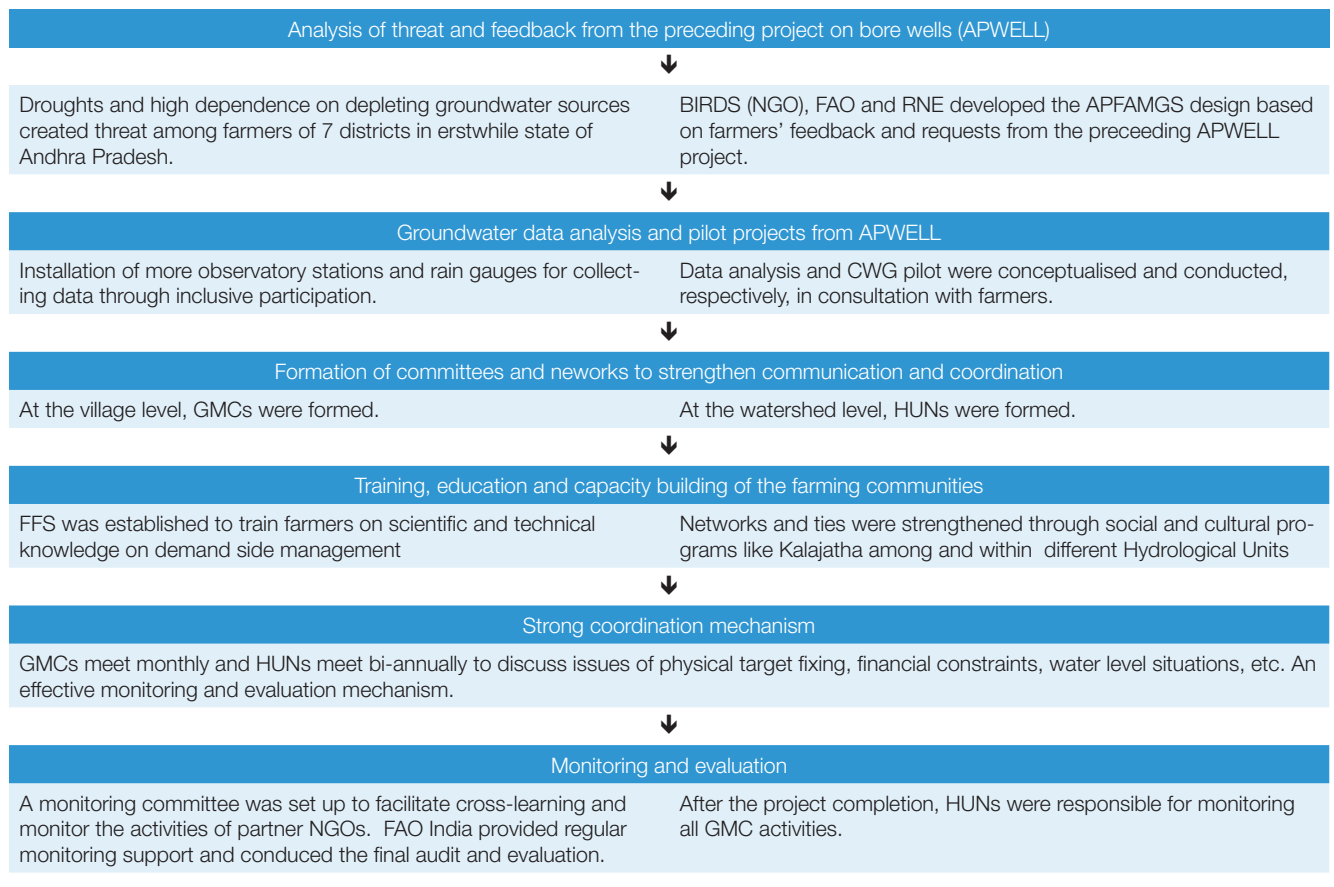 Analysis of threat and feedback from the preceding project on bore wells (APWELL)
Droughts and high dependence on depleting groundwater sources
created threat among farmers of 7 districts in erstwhile state of
Andhra Pradesh.
BIRDS (NGO), FAO and RNE developed the APFAMGS design based
on farmers' feedback and requests from the preceeding APWELL
project.
Groundwater data analysis and pilot projects from APWELL
Installation of more observatory stations and rain gauges for collect-
ing data through inclusive participation.
Data analysis and CWG pilot were conceptualised and conducted,
respectively, in consultation with farmers.
Formation of committees and neworks to strengthen communication and coordination
At the village level, GMCs were formed.
At the watershed level, HUNs were formed.
Training, education and capacity building of the farming communities
FFS was established to train farmers on scientific and technical
knowledge on demand side management
Networks and ties were strengthened through social and cultural pro-
grams like Kalajatha among and within different Hydrological Units
Strong coordination mechanism
GMCs meet monthly and HUNs meet bi-annually to discuss issues of physical target fixing, financial constraints, water level situations, etc. An
effective monitoring and evaluation mechanism.
Monitoring and evaluation
A monitoring committee was set up to facilitate cross-learning and
monitor the activities of partner NGOs. FAO India provided regular
monitoring support and conduced the final audit and evaluation.
After the project completion, HUNs were responsible for monitoring
all GMC activities.